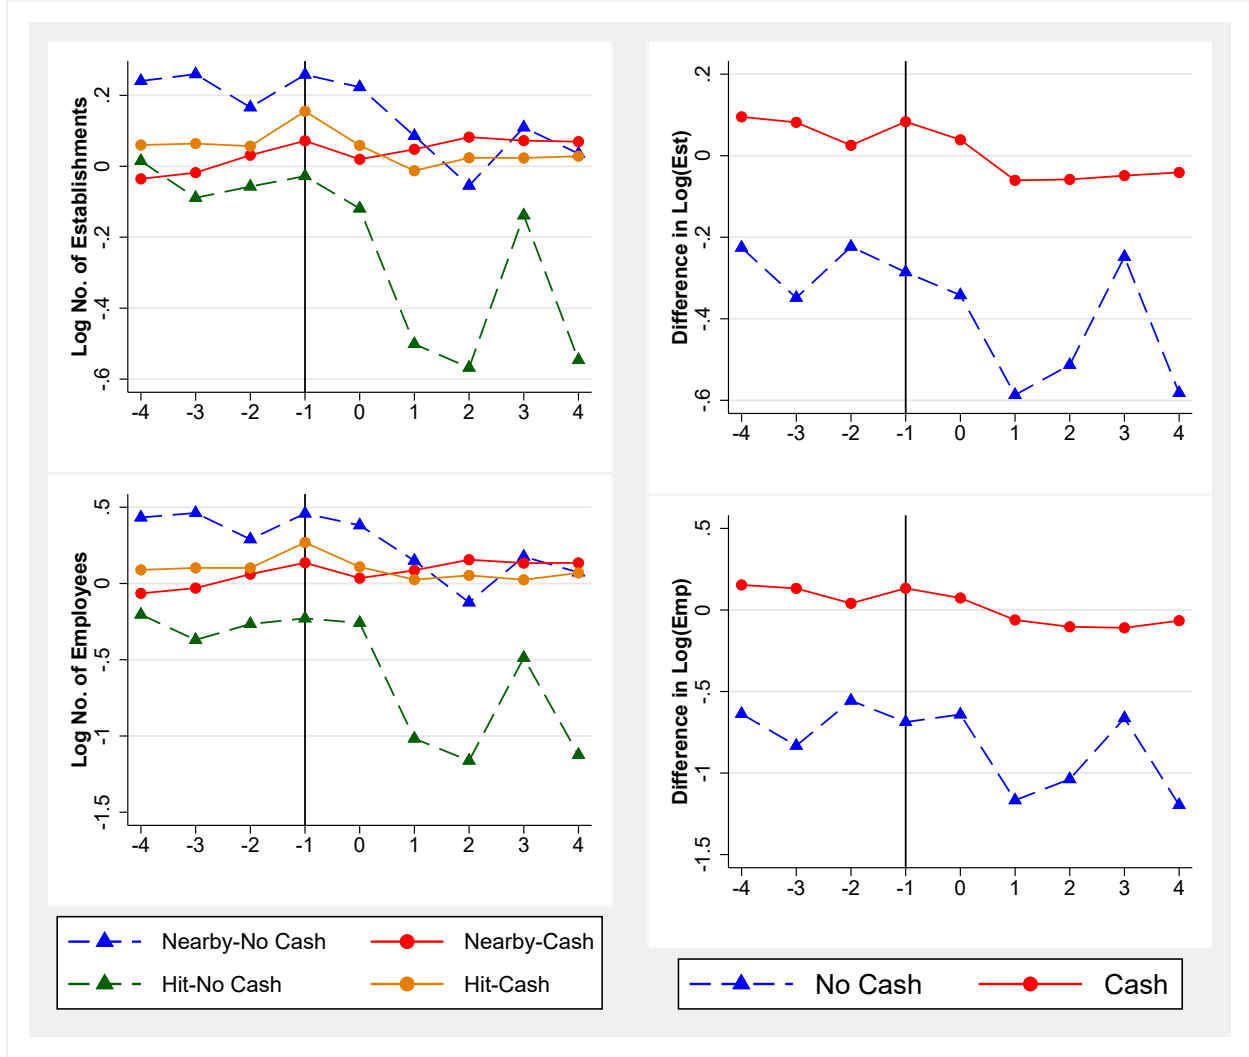 Log No. of Establishments
.2
0
-.2
-.4
-.6
-4 -3 -2 -1 0 1 2 3 4
Log No. of Employees
.5
0
-.5
-1
-1.5
-4 -3 -2 -1 0 1 2 3 4
Nearby-No Cash Nearby-Cash
Hit-No Cash Hit-Cash
Difference in Log(Est)
.2
0
-.2
-.4
-.6
-4 -3 -2 -1 0 1 2 3 4
Difference in Log(Emp)
.5
0
-.5
-1
-1.5
-4 -3 -2 -1 0 1 2 3 4
No Cash Cash